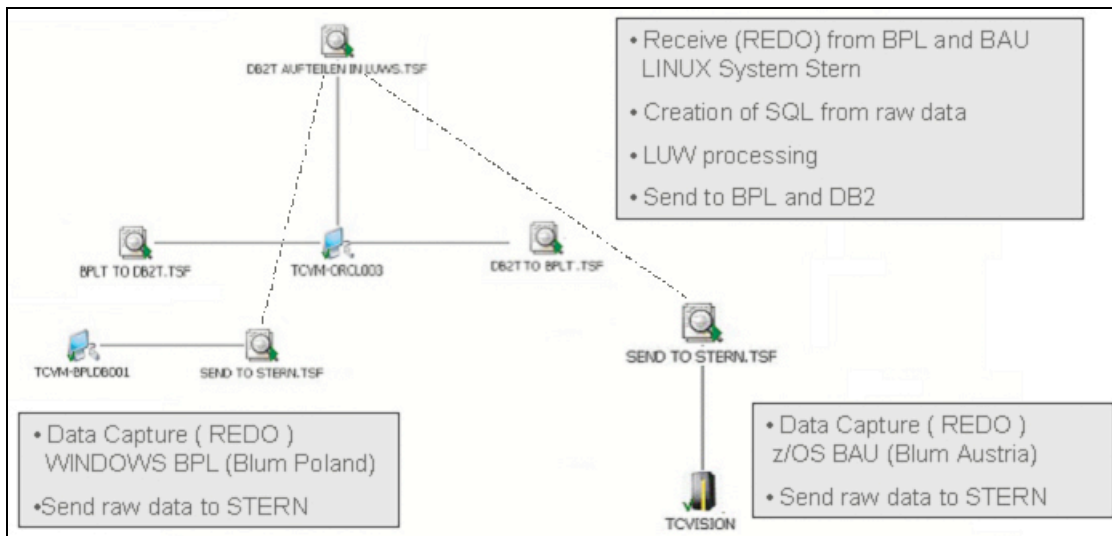 DB2T AUFTEILEN IN LUWS.TSF
• Receive (REDO) from BPL and BAU
LINUX System Stern
• Creation of SQL from raw data
• LUW processing
• Send to BPL and DB2
BPLT TO DB2T.TSF
TCVM-ORCL003
DB2T TO BPLT.TSF
TCVM-BPLDB001
SEND TO STERN.TSF
SEND TO STERN.TSF
• Data Capture ( REDO )
WINDOWS BPL (Blum Poland)
•Send raw data to STERN
TCVISION
• Data Capture ( REDO )
z/OS BAU (Blum Austria)
• Send raw data to STERN